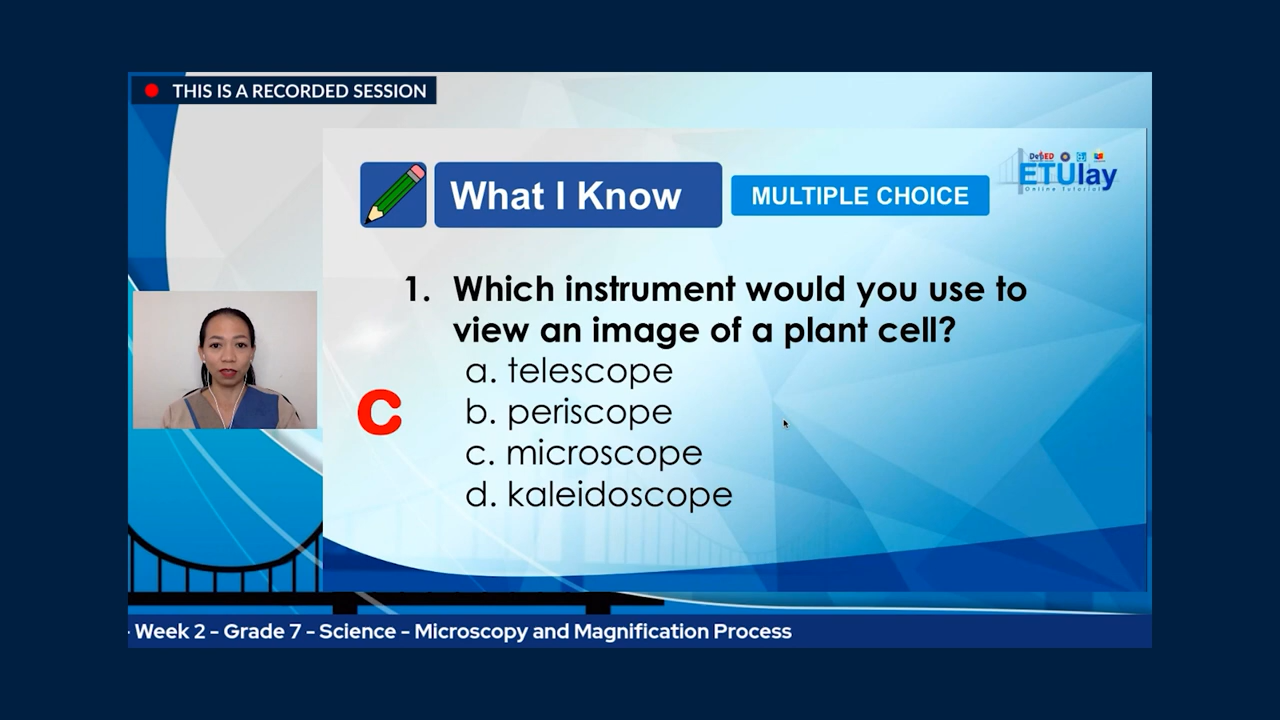 THIS IS A RECORDED SESSION
What I Know
MULTIPLE CHOICE
DepED
ETUlay
Online Tutorial
1. Which instrument would you use to
view an image of a plant cell?
a. telescope
b. periscope
c. microscope
d. kaleidoscope
C
- Week 2 - Grade 7 - Science - Microscopy and Magnification Process